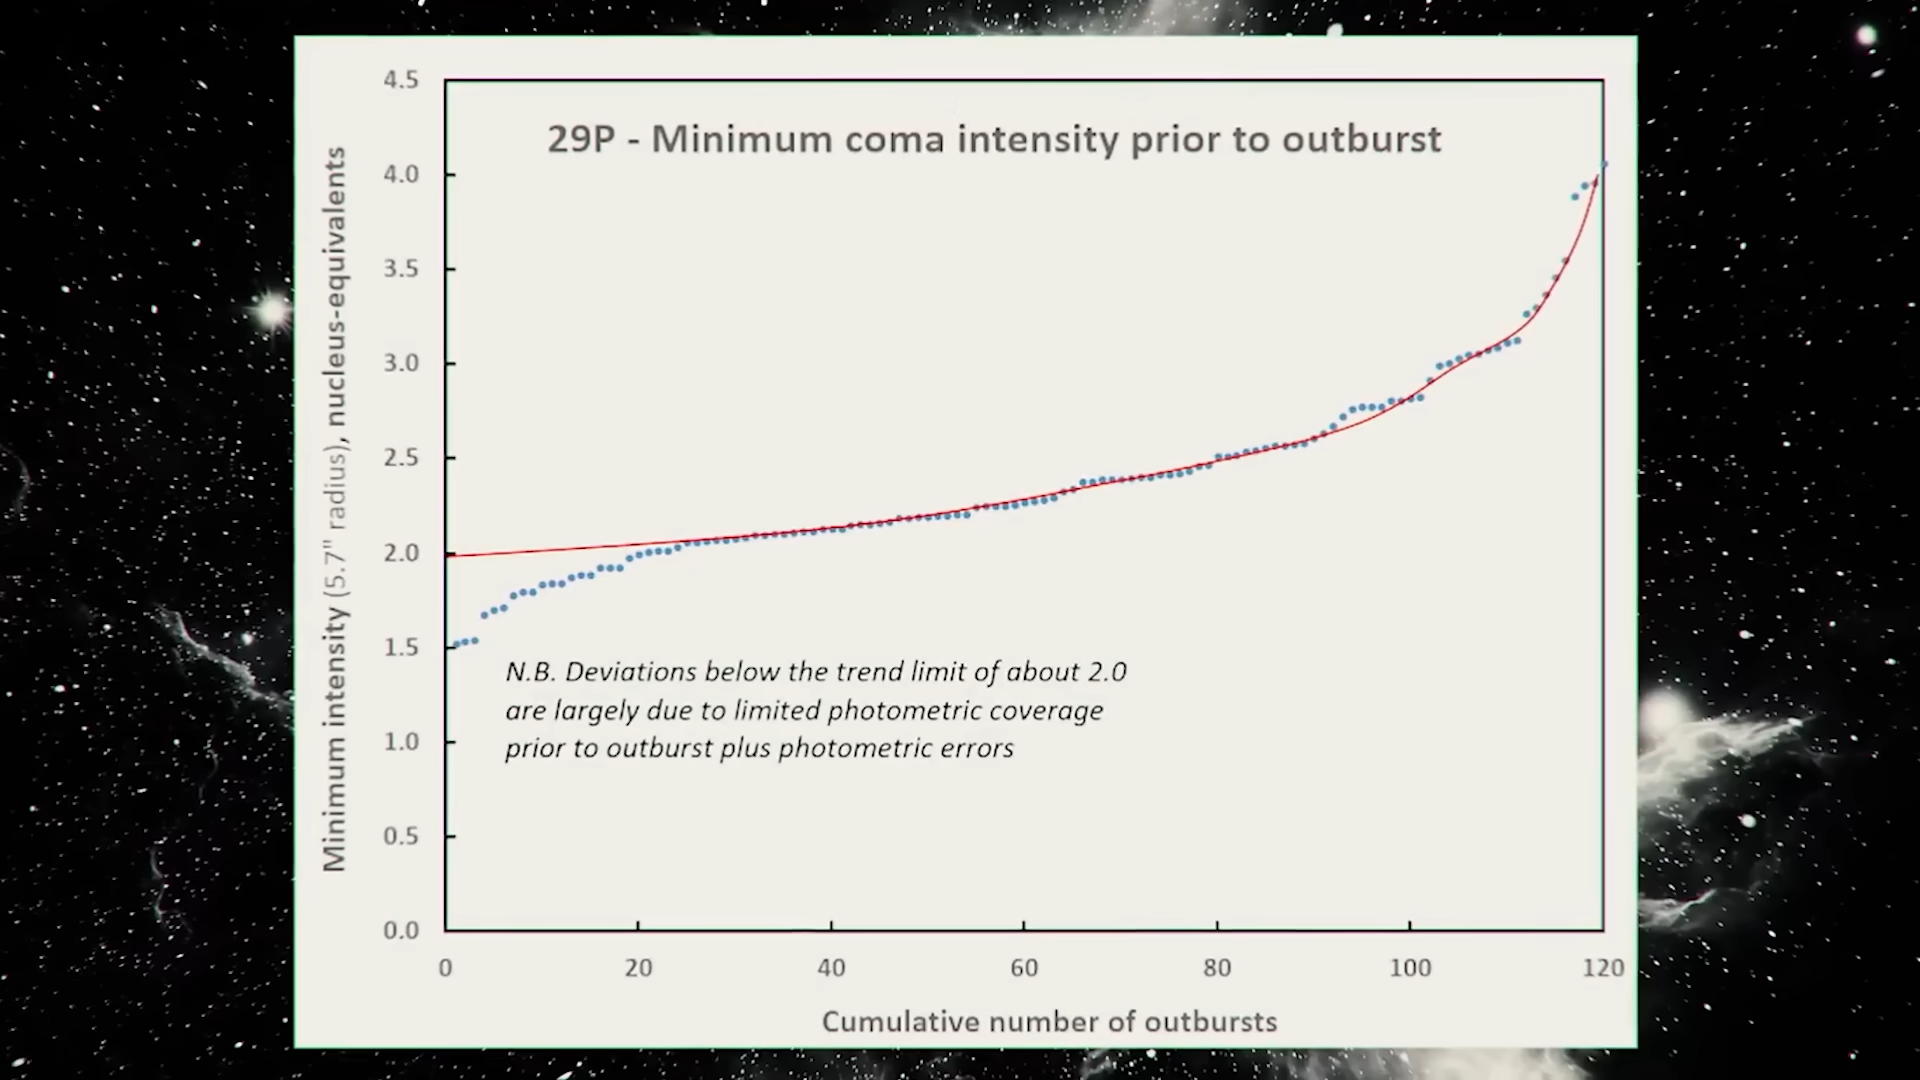 29P - Minimum coma intensity prior to outburst
Minimum intensity (5.7" radius), nucleus-equivalents
4.5
4.0
3.5
3.0
2.5
2.0
1.5
1.0
0.5
0.0
N.B. Deviations below the trend limit of about 2.0
are largely due to limited photometric coverage
prior to outburst plus photometric errors
0 20 40 60 80 100 120
Cumulative number of outbursts